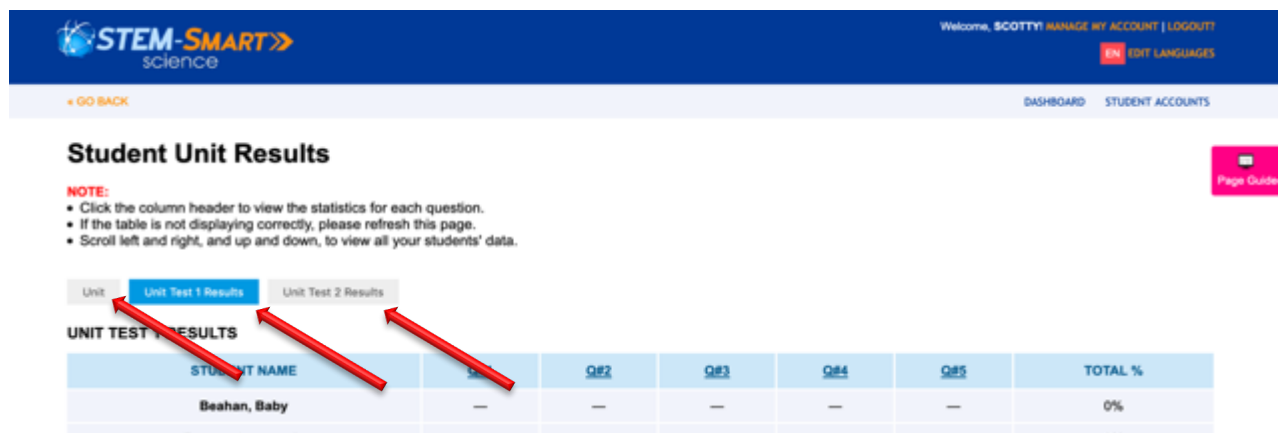 STEM-SMART»
science
Welcome, SCOTTY! MANAGE MY ACCOUNT | LOGOUT?
EN EDIT LANGUAGES
« GO BACK
DASHBOARD STUDENT ACCOUNTS
Student Unit Results
Page Guide
NOTE:
• Click the column header to view the statistics for each question.
• If the table is not displaying correctly, please refresh this page.
• Scroll left and right, and up and down, to view all your students' data.
Unit Unit Test 1 Results Unit Test 2 Results
UNIT TEST 1 RESULTS
STUDENT NAME Q#2 Q#3 Q#4 Q#5 TOTAL %
Beahan, Baby — — — — — 0%